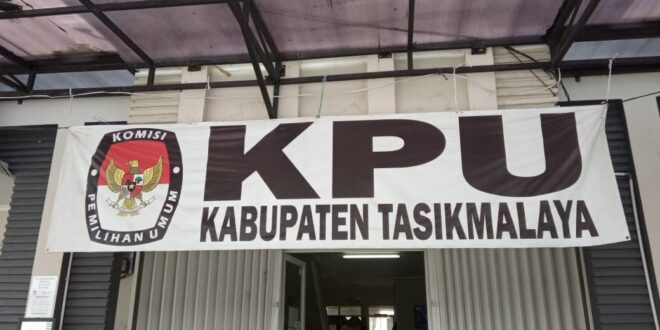 KOMISI
PEMILIHAN UMUM
KPU
KABUPATEN TASIKMALAYA